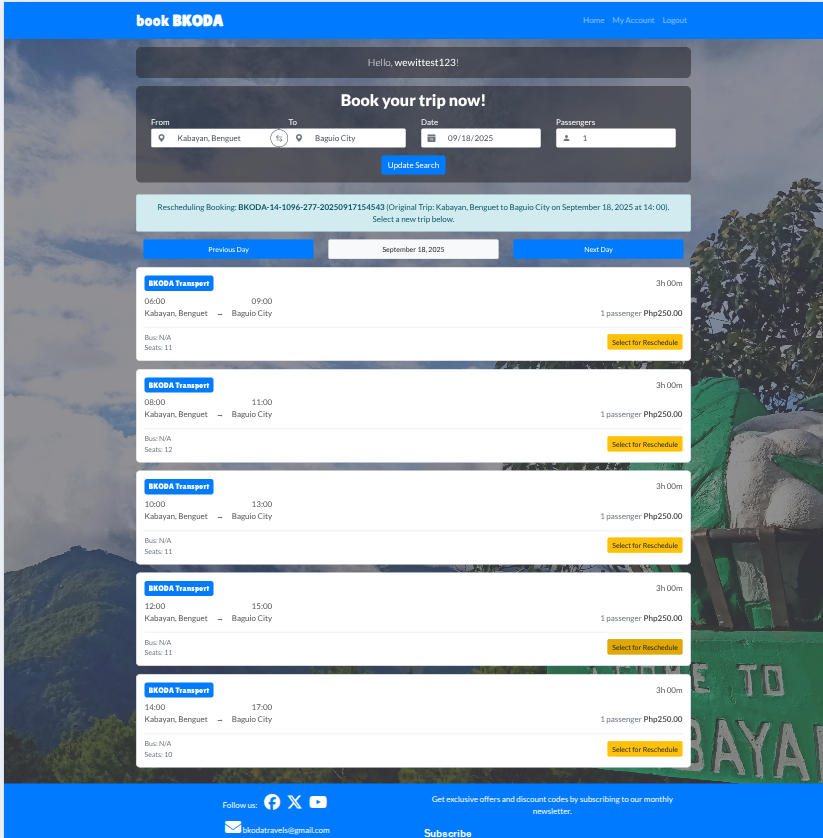 book BKODA
Home My Account Logout
Hello, wewittest123!
Book your trip now!
From To Date Passengers
Kabayan, Benguet Baguio City 09/18/2025 1
Update Search
Rescheduling Booking: BKODA-14-1096-277-20250917154543 (Original Trip: Kabayan, Benguet to Baguio City on September 18, 2025 at 14: 00).
Select a new trip below.
Previous Day September 18, 2025 Next Day
BKODA Transport 3h 00m
06:00 09:00
Kabayan, Benguet → Baguio City 1 passenger Php250.00
Bus: N/A
Seats: 11
Select for Reschedule
BKODA Transport 3h 00m
08:00 11:00
Kabayan, Benguet → Baguio City 1 passenger Php250.00
Bus: N/A
Seats: 12
Select for Reschedule
BKODA Transport 3h 00m
10:00 13:00
Kabayan, Benguet → Baguio City 1 passenger Php250.00
Bus: N/A
Seats: 11
Select for Reschedule
BKODA Transport 3h 00m
12:00 15:00
Kabayan, Benguet → Baguio City 1 passenger Php250.00
Bus: N/A
Seats: 11
Select for Reschedule
BKODA Transport 3h 00m
14:00 17:00
Kabayan, Benguet → Baguio City 1 passenger Php250.00
Bus: N/A
Seats: 10
Select for Reschedule
E TO
BAYAN
Follow us:
bkodatravels@gmail.com
Get exclusive offers and discount codes by subscribing to our monthly
newsletter.
Subscribe